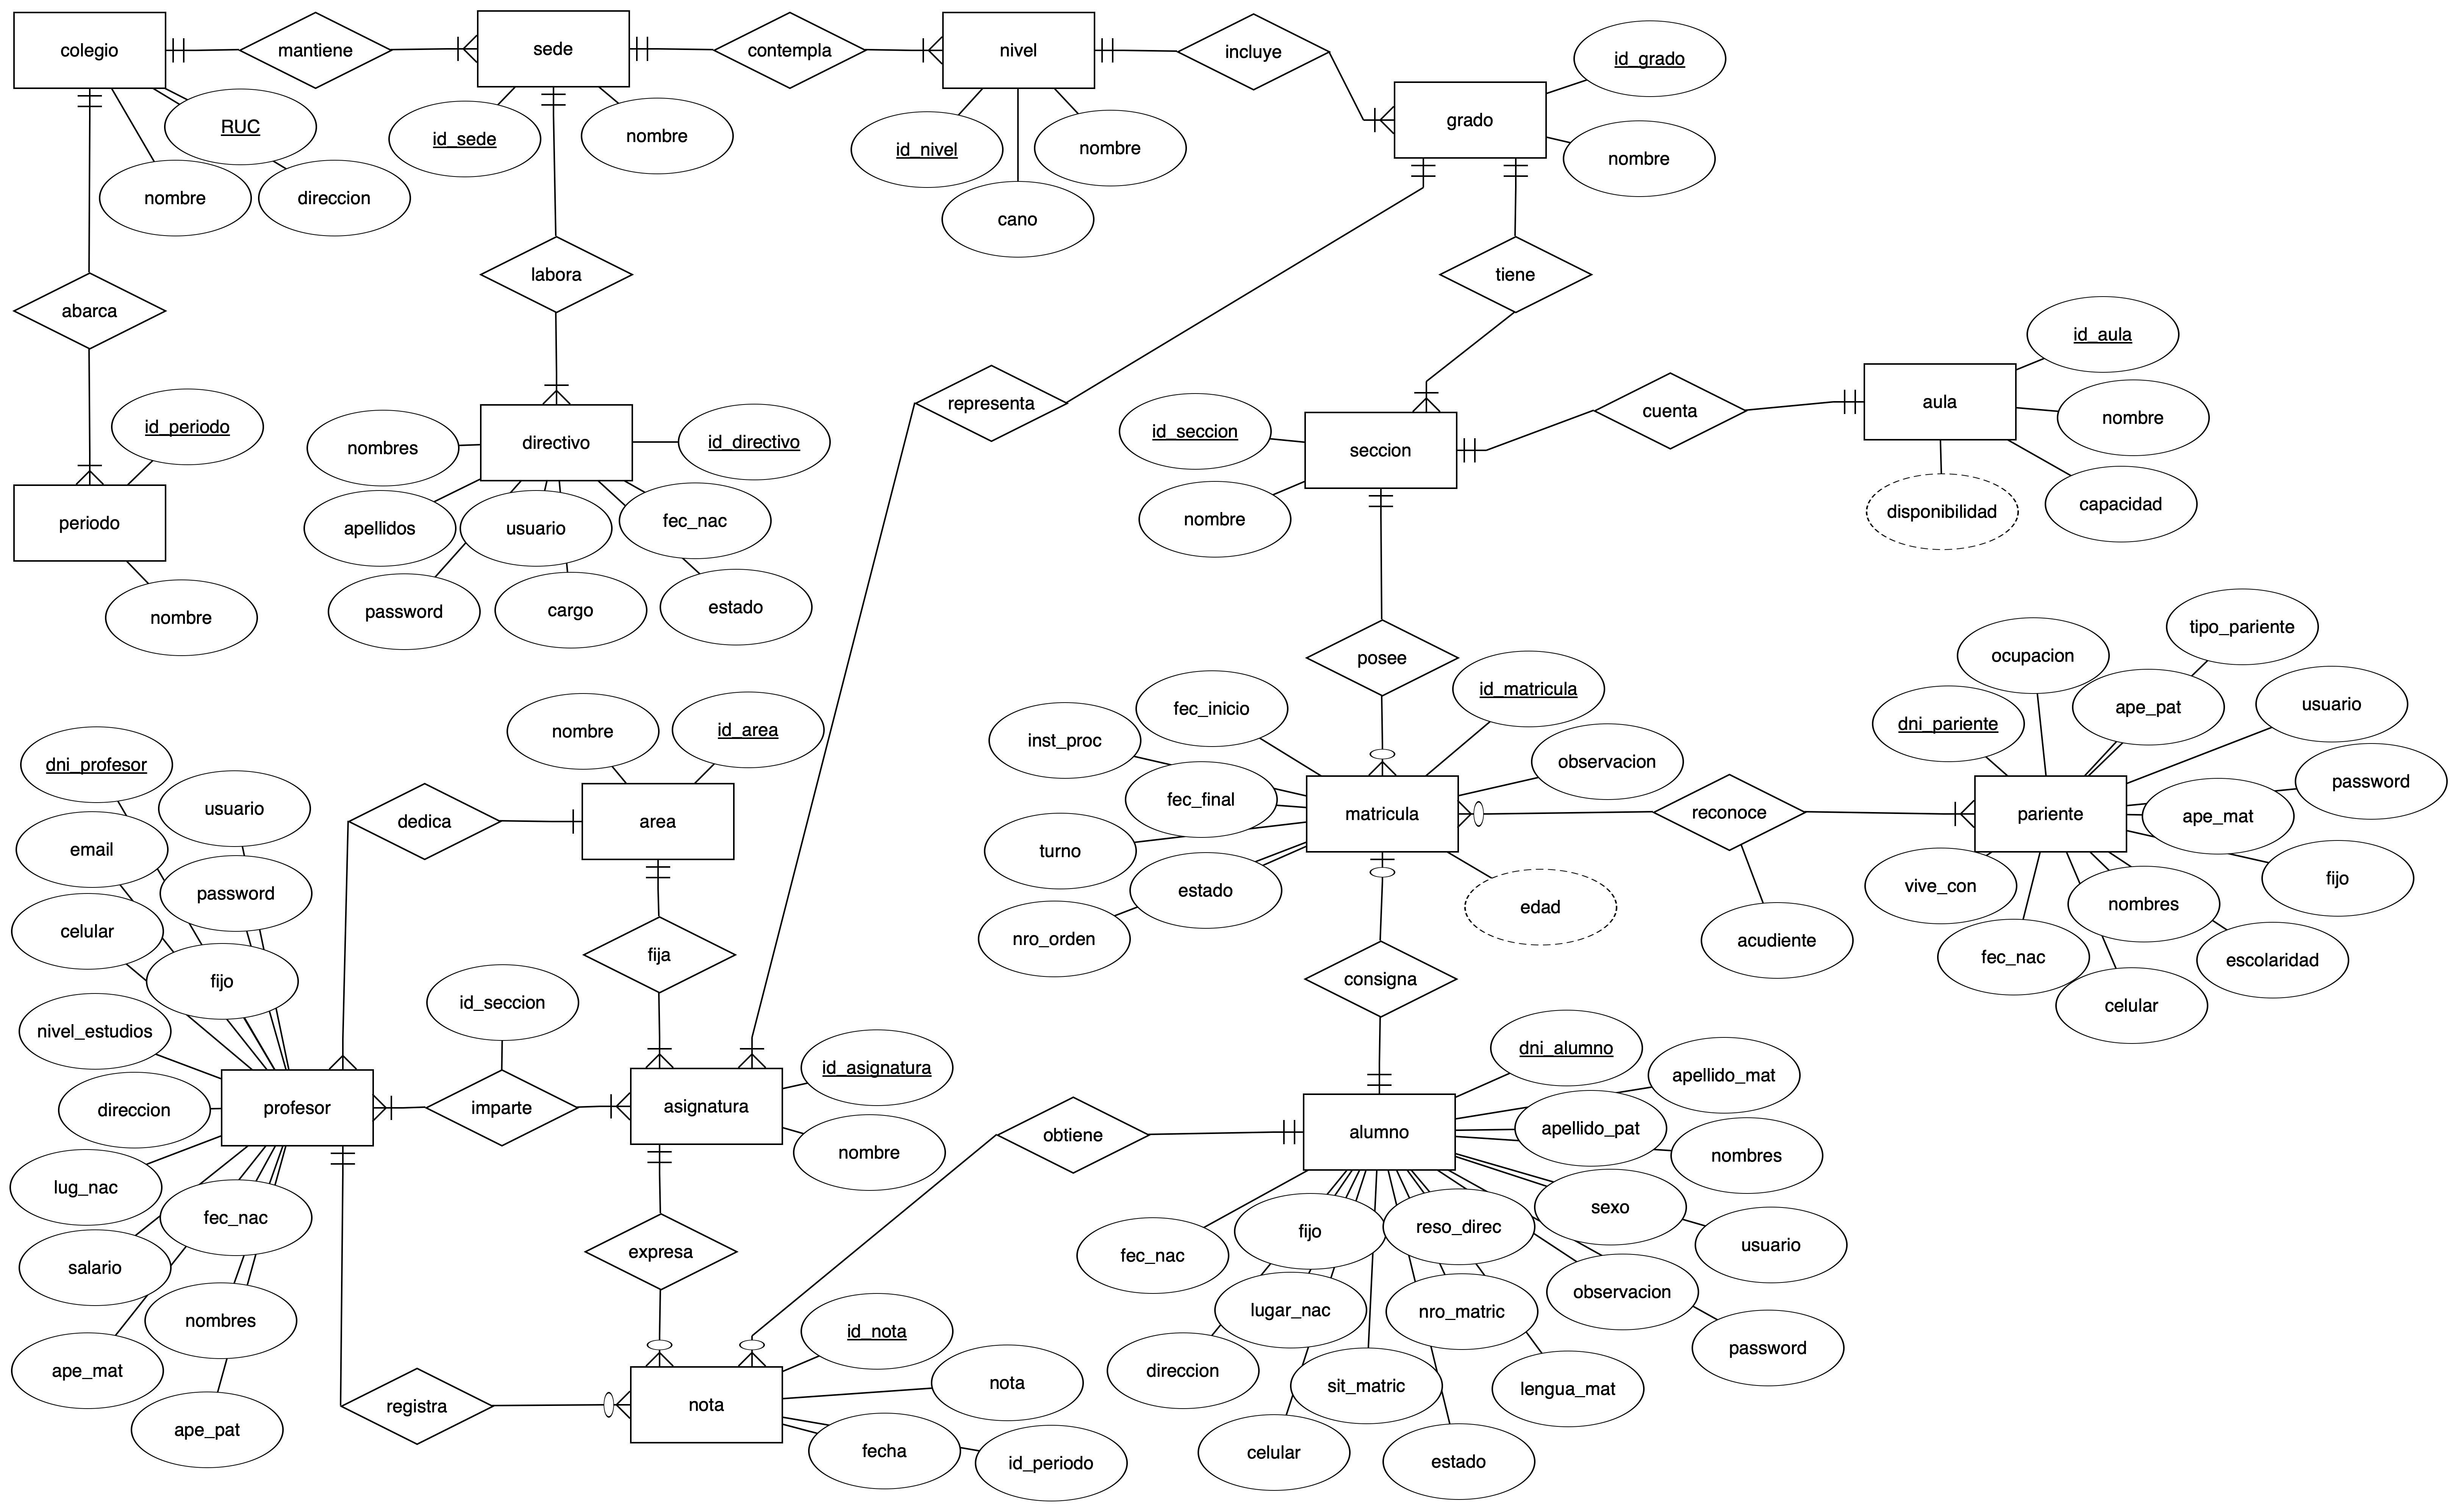 colegio
mantiene
sede
contempla
nivel
incluye
id_grado
grado
nombre
RUC
nombre
direccion
id_sede
nombre
id_nivel
nombre
cano
labora
tiene
abarca
id_aula
aula
nombre
capacidad
disponibilidad
representa
cuenta
id_seccion
seccion
nombre
id_periodo
periodo
nombre
nombres
directivo
id_directivo
apellidos
usuario
fec_nac
password
cargo
estado
posee
tipo_pariente
ocupacion
ape_pat
usuario
dni_pariente
password
pariente
ape_mat
fijo
vive_con
nombres
fec_nac
escolaridad
celular
fec_inicio
id_matricula
inst_proc
observacion
fec_final
matricula
reconoce
turno
estado
edad
nro_orden
acudiente
consigna
nombre
id_area
dni_profesor
usuario
dedica
area
email
password
celular
fijo
fija
id_seccion
nivel_estudios
direccion
profesor
imparte
asignatura
id_asignatura
nombre
lug_nac
fec_nac
salario
nombres
ape_mat
ape_pat
expresa
obtiene
alumno
dni_alumno
apellido_mat
apellido_pat
nombres
sexo
usuario
fec_nac
fijo
reso_direc
observacion
lugar_nac
nro_matric
password
direccion
sit_matric
lengua_mat
celular
estado
registra
nota
id_nota
nota
fecha
id_periodo